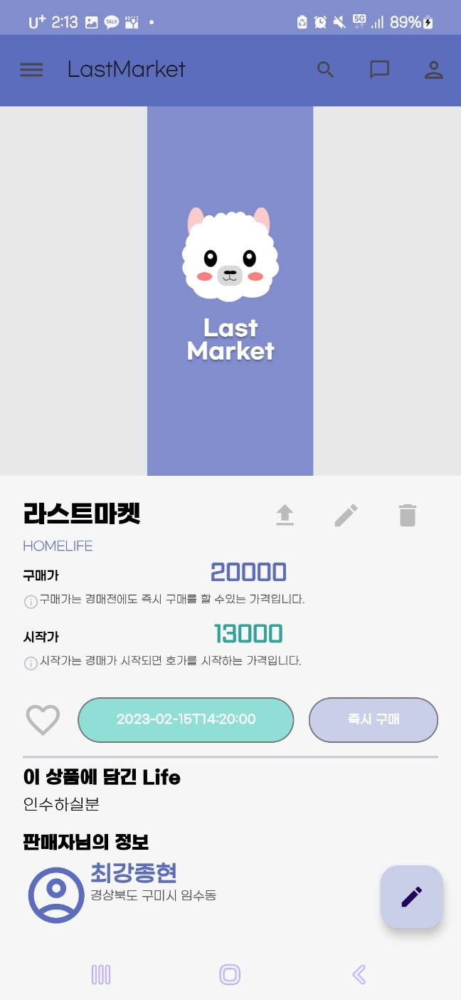 U+ 2:13 TALK 5G 89%
LastMarket
Last
Market
라스트마켓
HOMELIFE
구매가 20000
구매가는 경매전에도 즉시 구매를 할 수있는 가격입니다.
시작가 13000
시작가는 경매가 시작되면 호가를 시작하는 가격입니다.
2023-02-15T14:20:00 즉시 구매
이 상품에 담긴 Life
인수하실분
판매자님의 정보
최강종현
경상북도 구미시 임수동